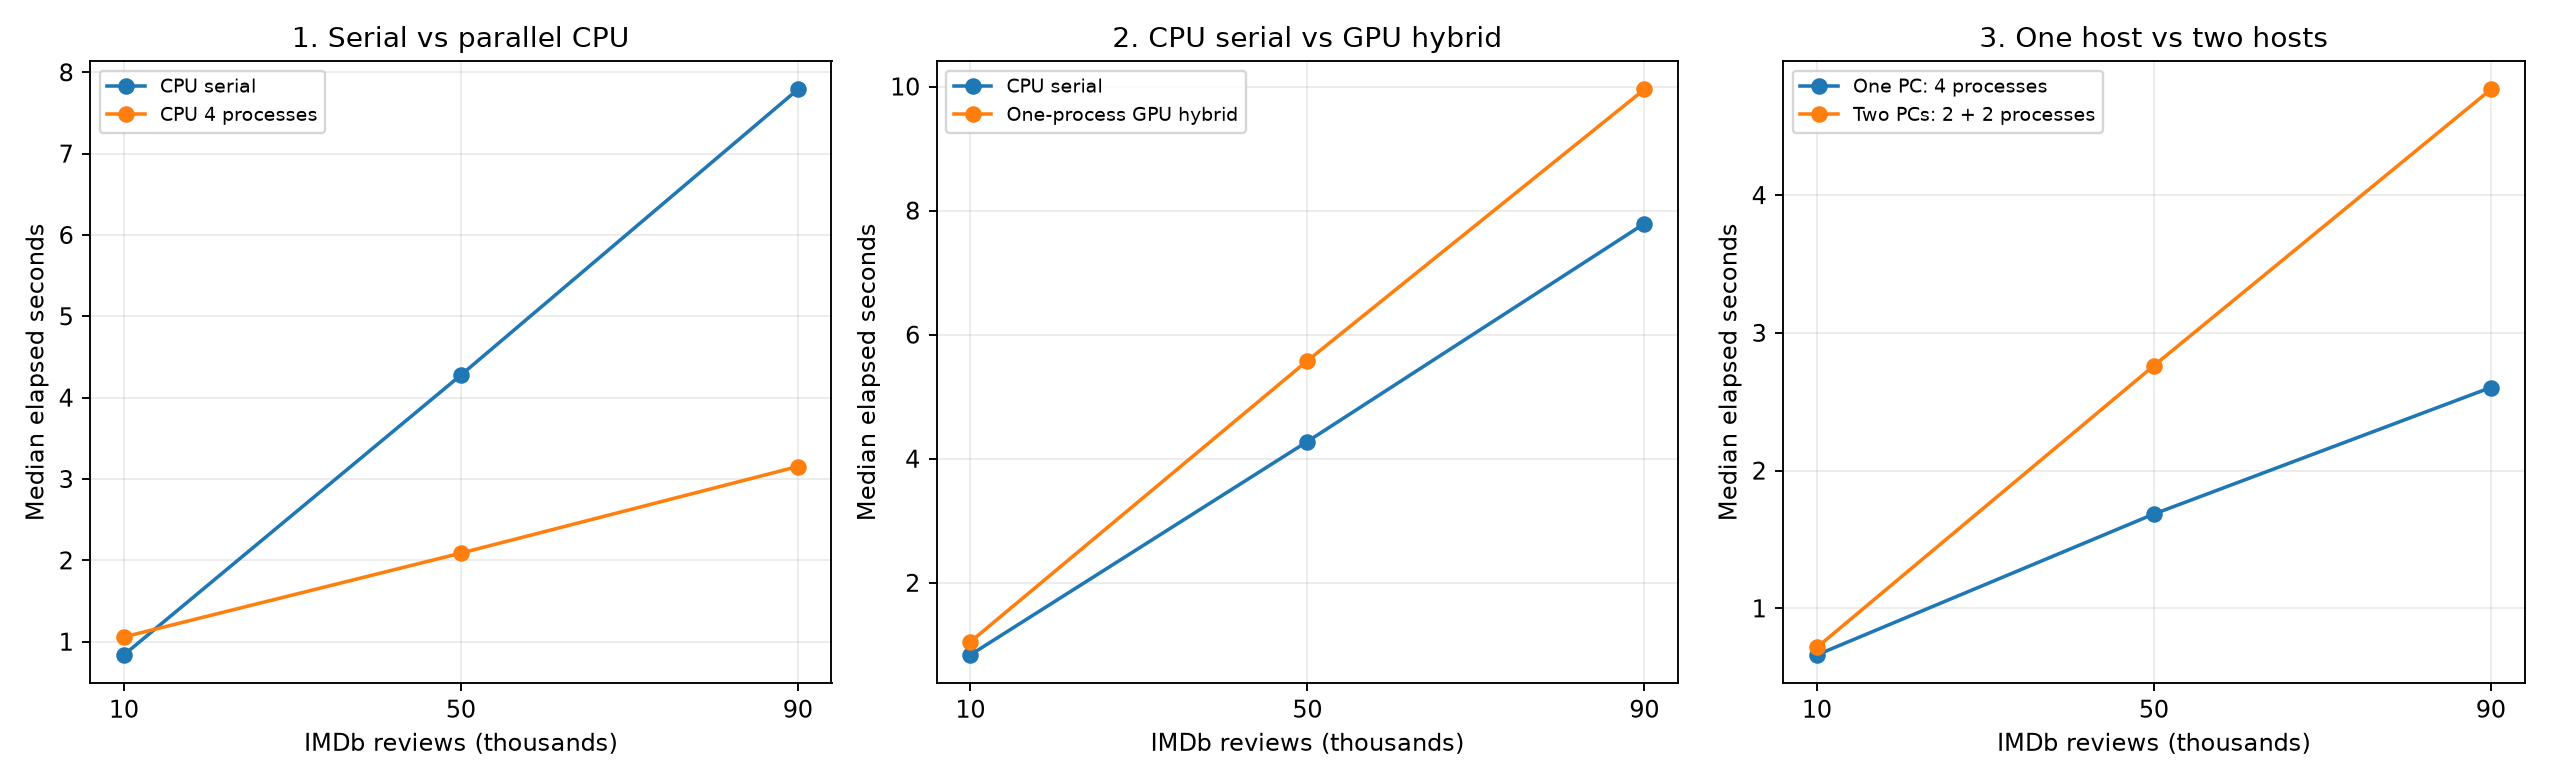 1. Serial vs parallel CPU
CPU serial
CPU 4 processes
Median elapsed seconds
8
7
6
5
4
3
2
1
10 50 90
IMDb reviews (thousands)
2. CPU serial vs GPU hybrid
CPU serial
One-process GPU hybrid
Median elapsed seconds
10
8
6
4
2
10 50 90
IMDb reviews (thousands)
3. One host vs two hosts
One PC: 4 processes
Two PCs: 2 + 2 processes
Median elapsed seconds
4
3
2
1
10 50 90
IMDb reviews (thousands)